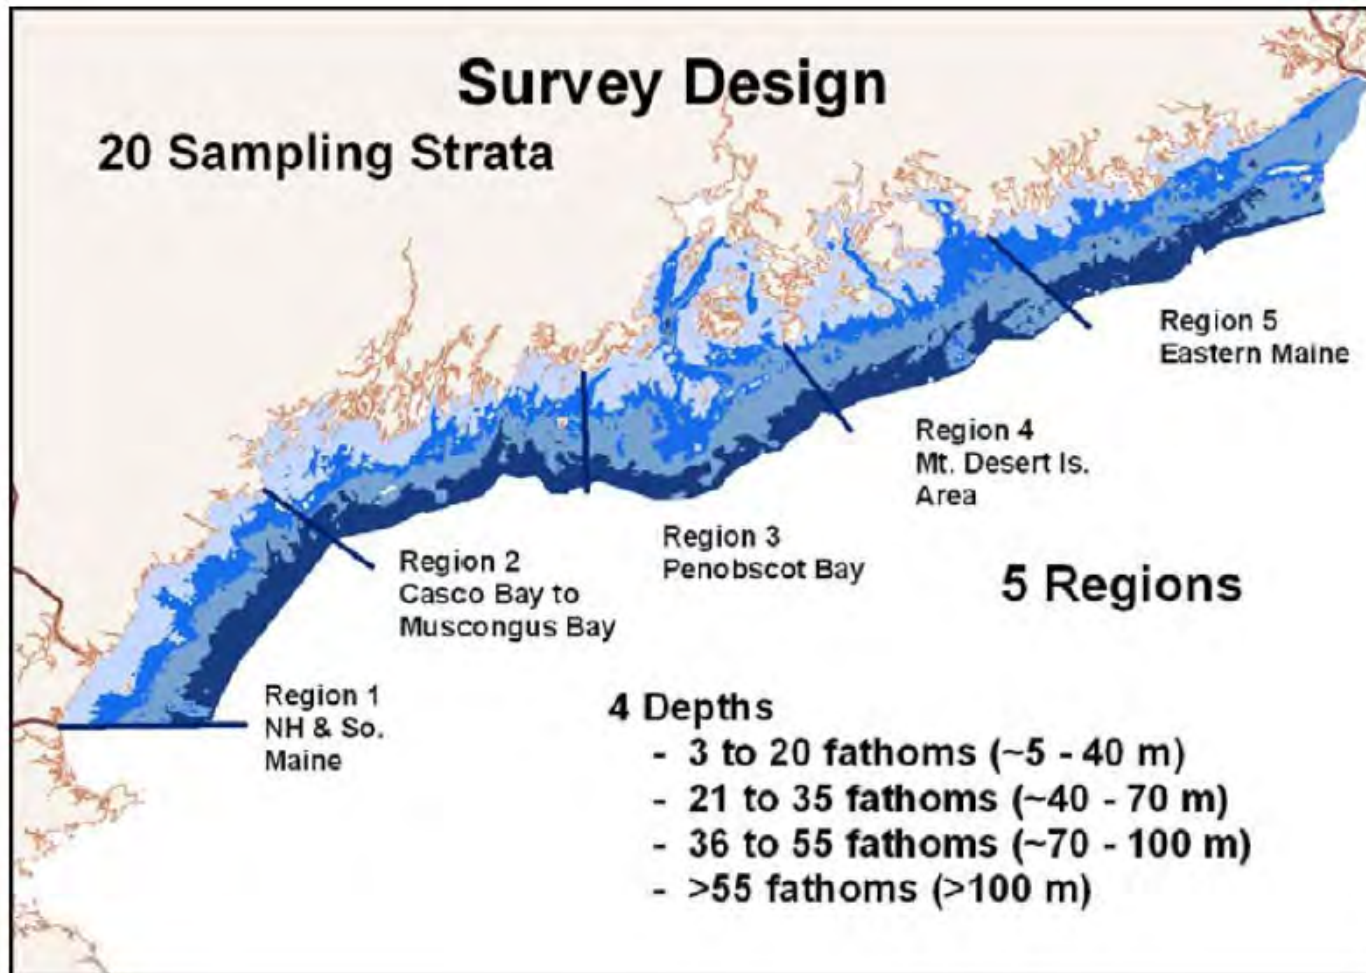 Survey Design
20 Sampling Strata
Region 5
Eastern Maine
Region 4
Mt. Desert Is.
Area
Region 3
Penobscot Bay
Region 2
Casco Bay to
Muscongus Bay
5 Regions
Region 1
NH & So.
Maine
4 Depths
- 3 to 20 fathoms (~5 - 40 m)
- 21 to 35 fathoms (~40 - 70 m)
- 36 to 55 fathoms (~70 - 100 m)
- >55 fathoms (>100 m)